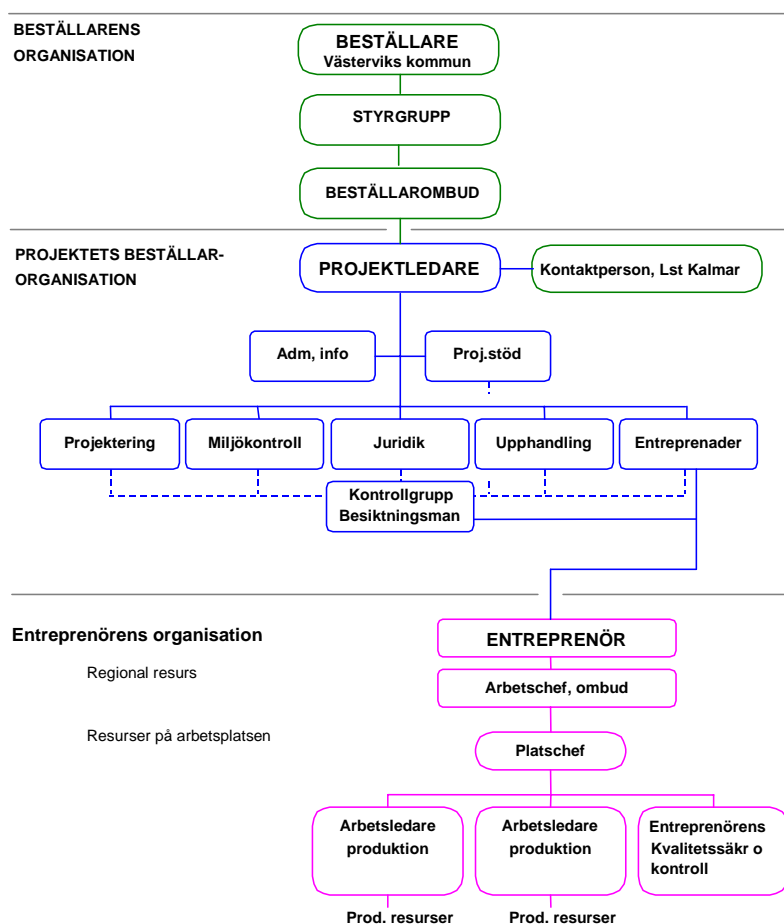 BESTÄLLARENS
ORGANISATION
BESTÄLLARE
Västerviks kommun
STYRGRUPP
BESTÄLLAROMBUD
PROJEKTETS BESTÄLLAR-
ORGANISATION
PROJEKTLEDARE
Kontaktperson, Lst Kalmar
Adm, info
Proj.stöd
Projektering
Miljökontroll
Juridik
Upphandling
Entreprenader
Kontrollgrupp
Besiktningsman
Entreprenörens organisation
ENTREPRENÖR
Regional resurs
Arbetschef, ombud
Resurser på arbetsplatsen
Platschef
Arbetsledare
produktion
Arbetsledare
produktion
Entreprenörens
Kvalitetssäkr o
kontroll
Prod. resurser
Prod. resurser